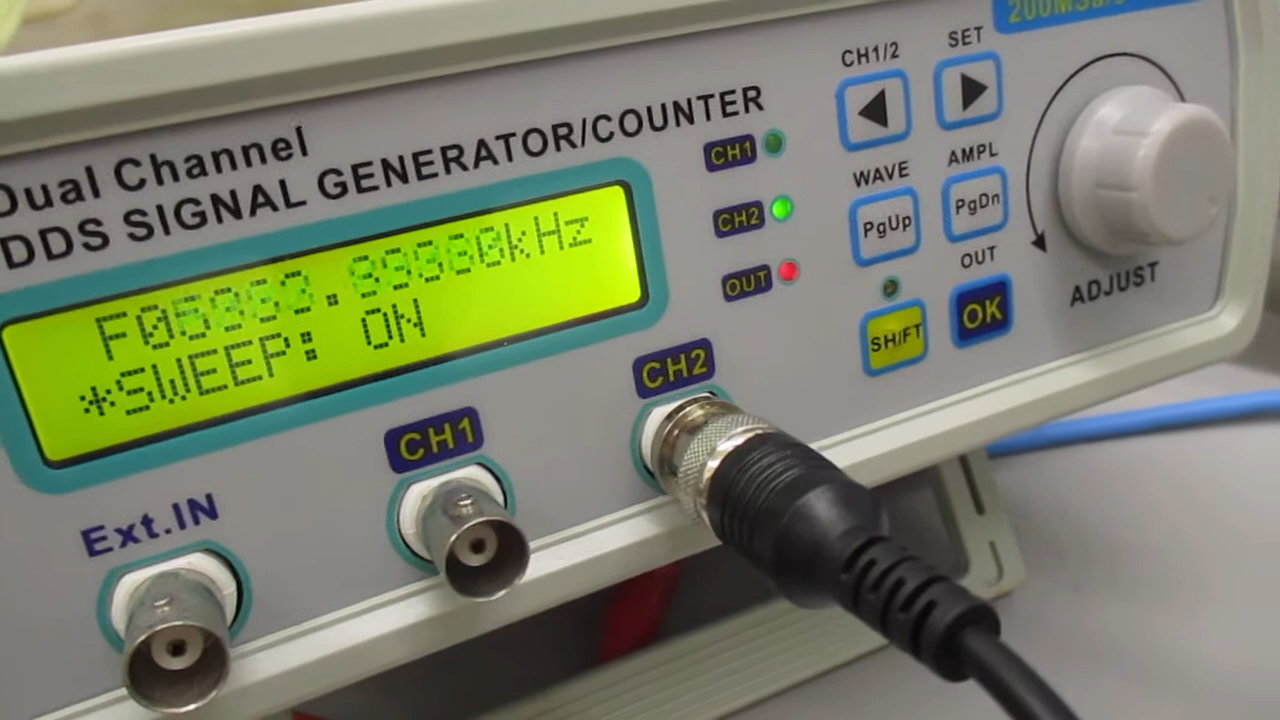 200MSa/s
Dual Channel
DDS SIGNAL GENERATOR/COUNTER
*SWEEP: ON
CH1
CH2
OUT
CH1/2
SET
WAVE
AMPL
PgUp
PgDn
OUT
SHIFT
OK
ADJUST
Ext.IN
CH1
CH2